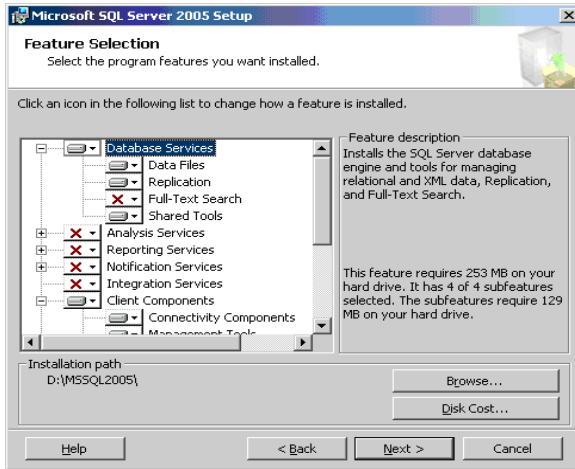 Microsoft SQL Server 2005 Setup
Feature Selection
Select the program features you want installed.
Click an icon in the following list to change how a feature is installed.
Database Services
Data Files
Replication
Full-Text Search
Shared Tools
Analysis Services
Reporting Services
Notification Services
Integration Services
Client Components
Connectivity Components
Management Tools
Feature description
Installs the SQL Server database
engine and tools for managing
relational and XML data, Replication,
and Full-Text Search.
This feature requires 253 MB on your
hard drive. It has 4 of 4 subfeatures
selected. The subfeatures require 129
MB on your hard drive.
Installation path
D:\MSSQL2005\
Browse...
Disk Cost...
Help
< Back
Next >
Cancel